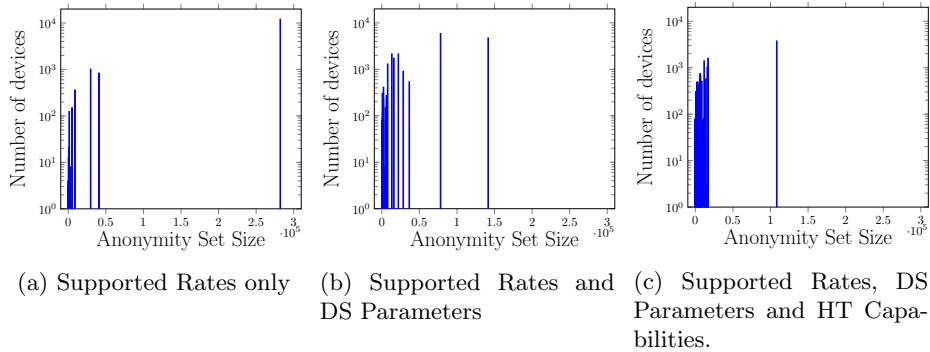 10^4
10^3
10^2
10^1
10^0
Number of devices
0 0.5 1 1.5 2 2.5 3
·10^5
Anonymity Set Size
(a) Supported Rates only
10^4
10^3
10^2
10^1
10^0
Number of devices
0 0.5 1 1.5 2 2.5 3
·10^5
Anonymity Set Size
(b) Supported Rates and
DS Parameters
10^4
10^3
10^2
10^1
10^0
Number of devices
0 0.5 1 1.5 2 2.5 3
·10^5
Anonymity Set Size
(c) Supported Rates, DS
Parameters and HT Capa-
bilities.